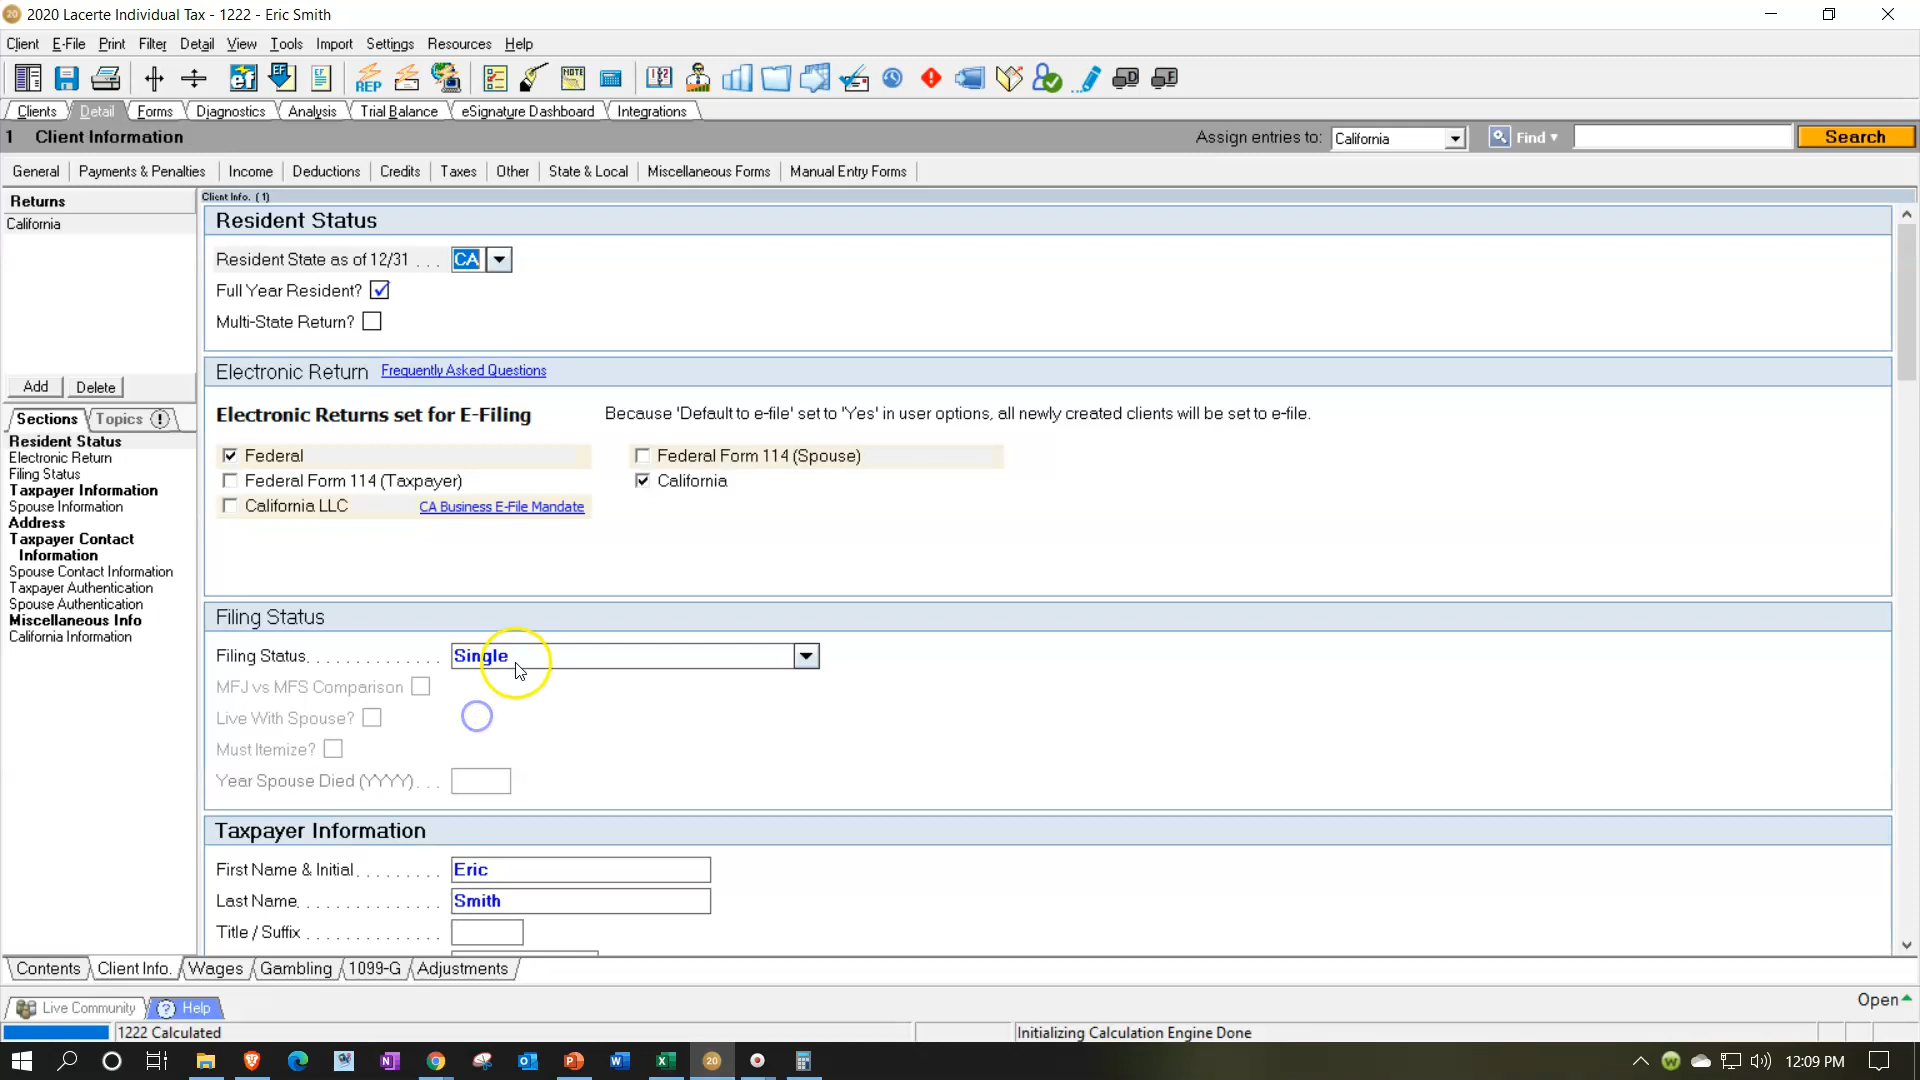 20 2020 Lacerte Individual Tax - 1222 - Eric Smith
Client E-File Print Filter Detail View Tools Import Settings Resources Help
REP NOTE
Clients Detail Forms Diagnostics Analysis Trial Balance eSignature Dashboard Integrations
1 Client Information Assign entries to: California Find Search
General Payments & Penalties Income Deductions Credits Taxes Other State & Local Miscellaneous Forms Manual Entry Forms
Returns
California
Add Delete
Sections Topics
Resident Status
Electronic Return
Filing Status
Taxpayer Information
Spouse Information
Address
Taxpayer Contact
Information
Spouse Contact Information
Taxpayer Authentication
Spouse Authentication
Miscellaneous Info
California Information
Client Info. (1)
Resident Status
Resident State as of 12/31 . . . CA
Full Year Resident?
Multi-State Return?
Electronic Return Frequently Asked Questions
Electronic Returns set for E-Filing Because 'Default to e-file' set to 'Yes' in user options, all newly created clients will be set to e-file.
Federal Federal Form 114 (Spouse)
Federal Form 114 (Taxpayer) California
California LLC CA Business E-File Mandate
Filing Status
Filing Status. . . . . . . . . . . . . . Single
MFJ vs MFS Comparison
Live With Spouse?
Must Itemize?
Year Spouse Died (YYYY). . .
Taxpayer Information
First Name & Initial. . . . . . . . . Eric
Last Name. . . . . . . . . . . . . . . Smith
Title / Suffix . . . . . . . . . . . . . .
Contents Client Info. Wages Gambling 1099-G Adjustments
Live Community Help Open
1222 Calculated Initializing Calculation Engine Done
12:09 PM